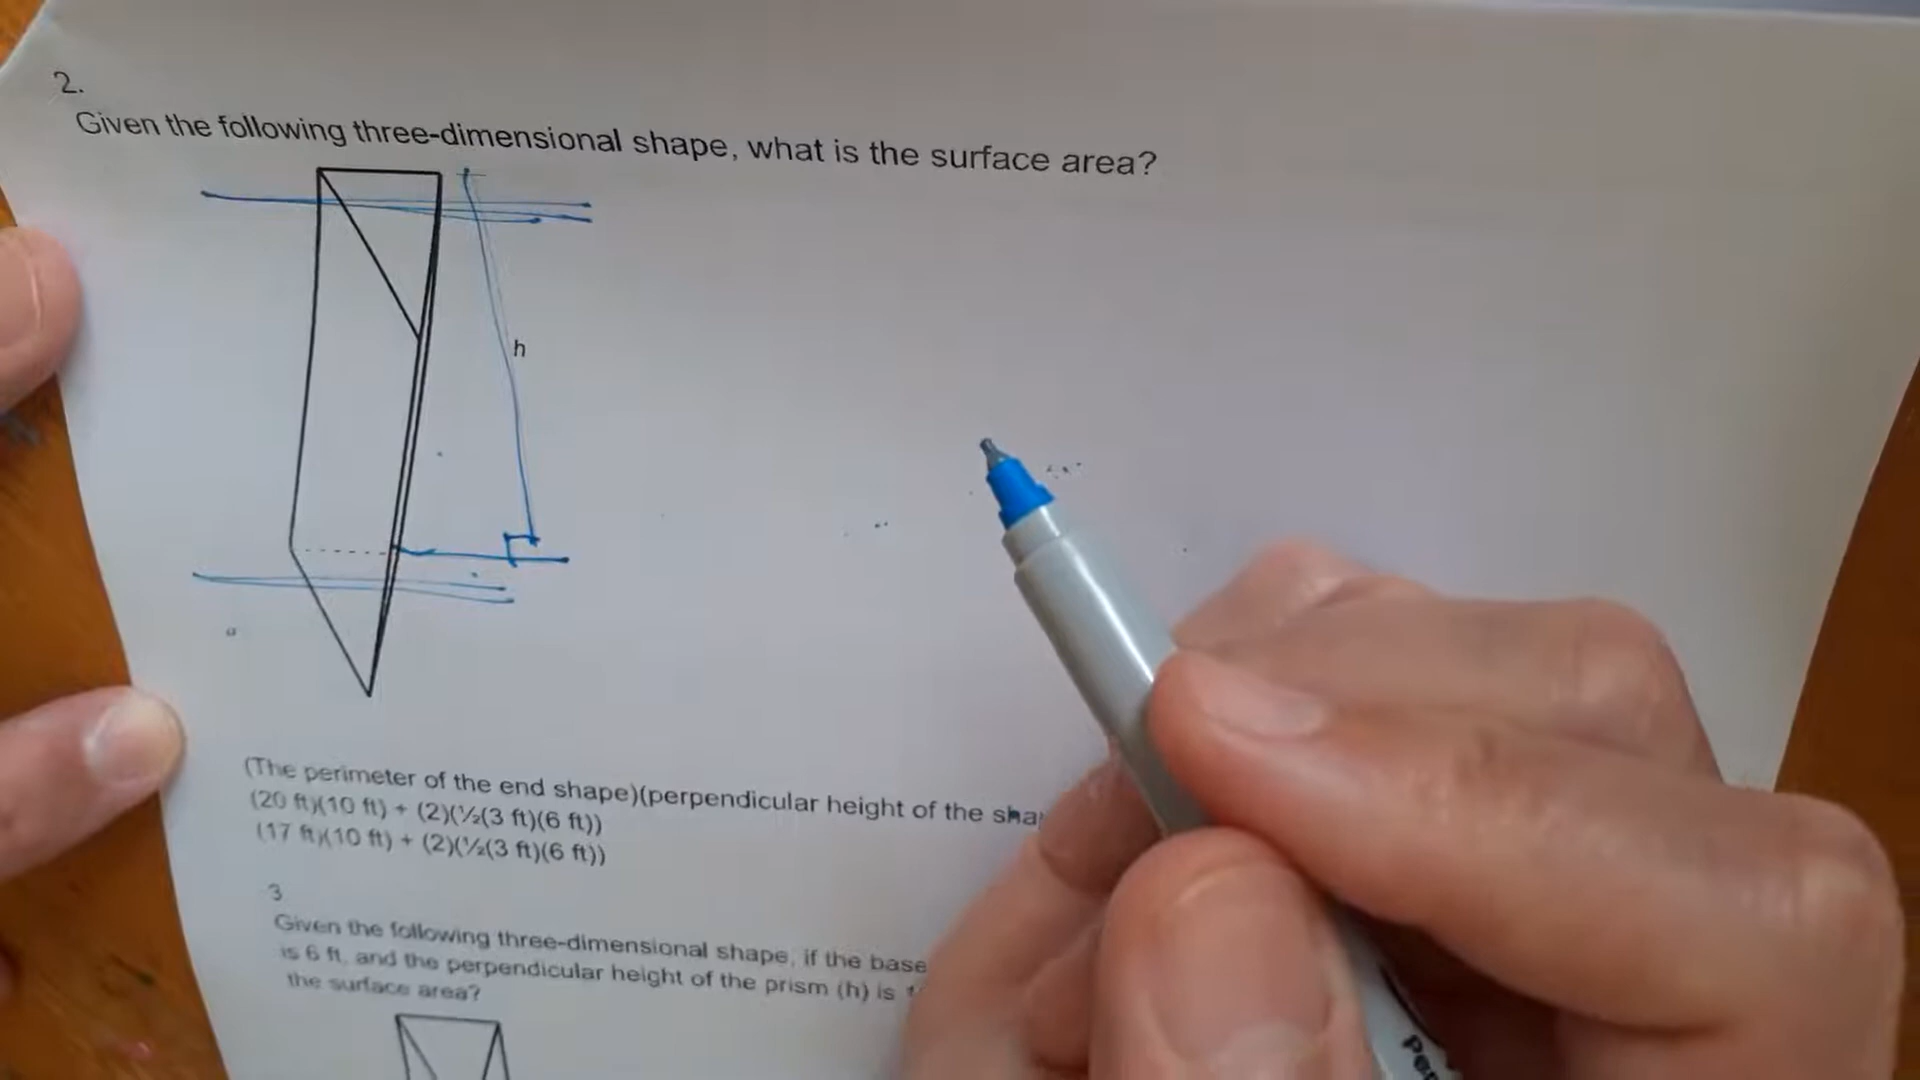 2.
Given the following three-dimensional shape, what is the surface area?
h
a
(The perimeter of the end shape)(perpendicular height of the
(20 ft)(10 ft) + (2)(½(3 ft)(6 ft))
(17 ft)(10 ft) + (2)(½(3 ft)(6 ft))
3
Given the following three-dimensional shape, if the base
is 6 ft, and the perpendicular height of the prism (h) is
the surface area?